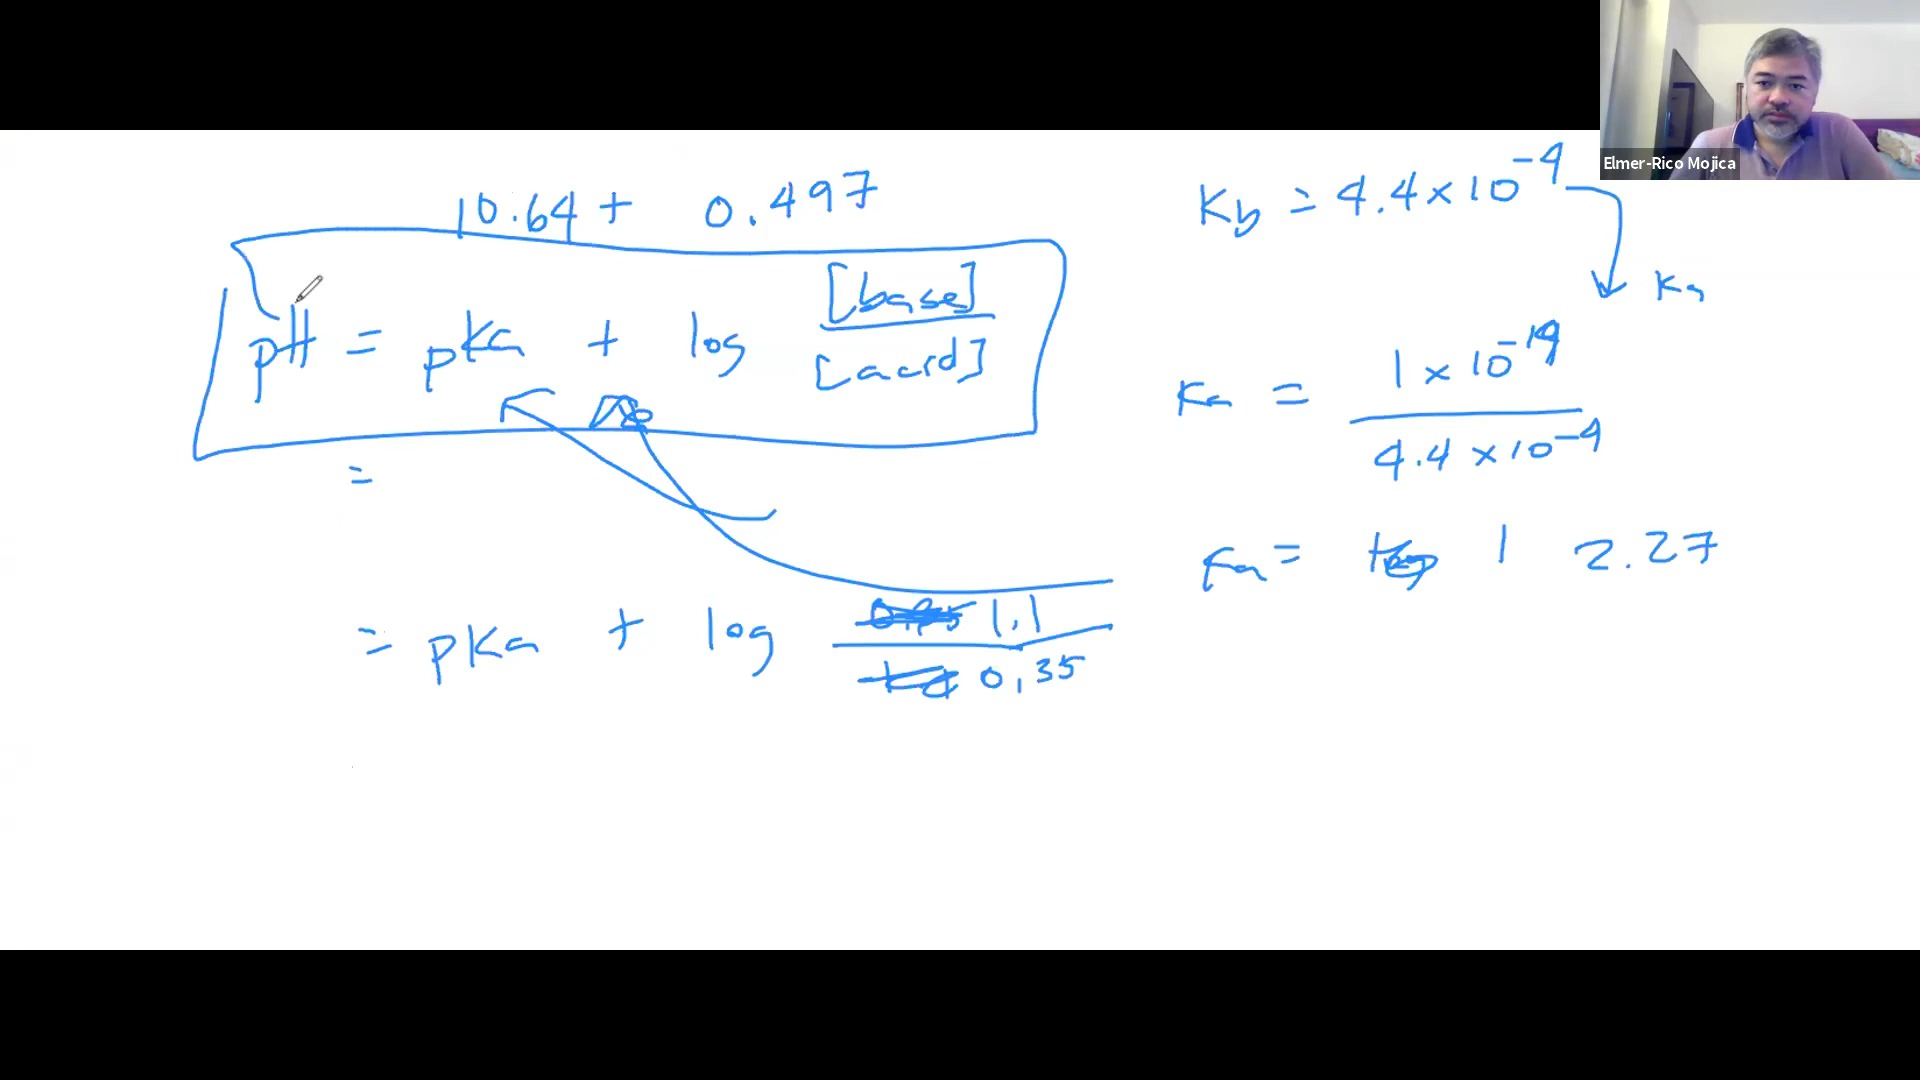 10.64 + 0.497
pH = pKa + log [base] / [acid]
=
= pKa + log 1.1 / 0.35
Elmer-Rico Mojica
Kb = 4.4 x 10^-4
Ka
Ka = 1 x 10^-14 / 4.4 x 10^-4
Ka = 1 2.27